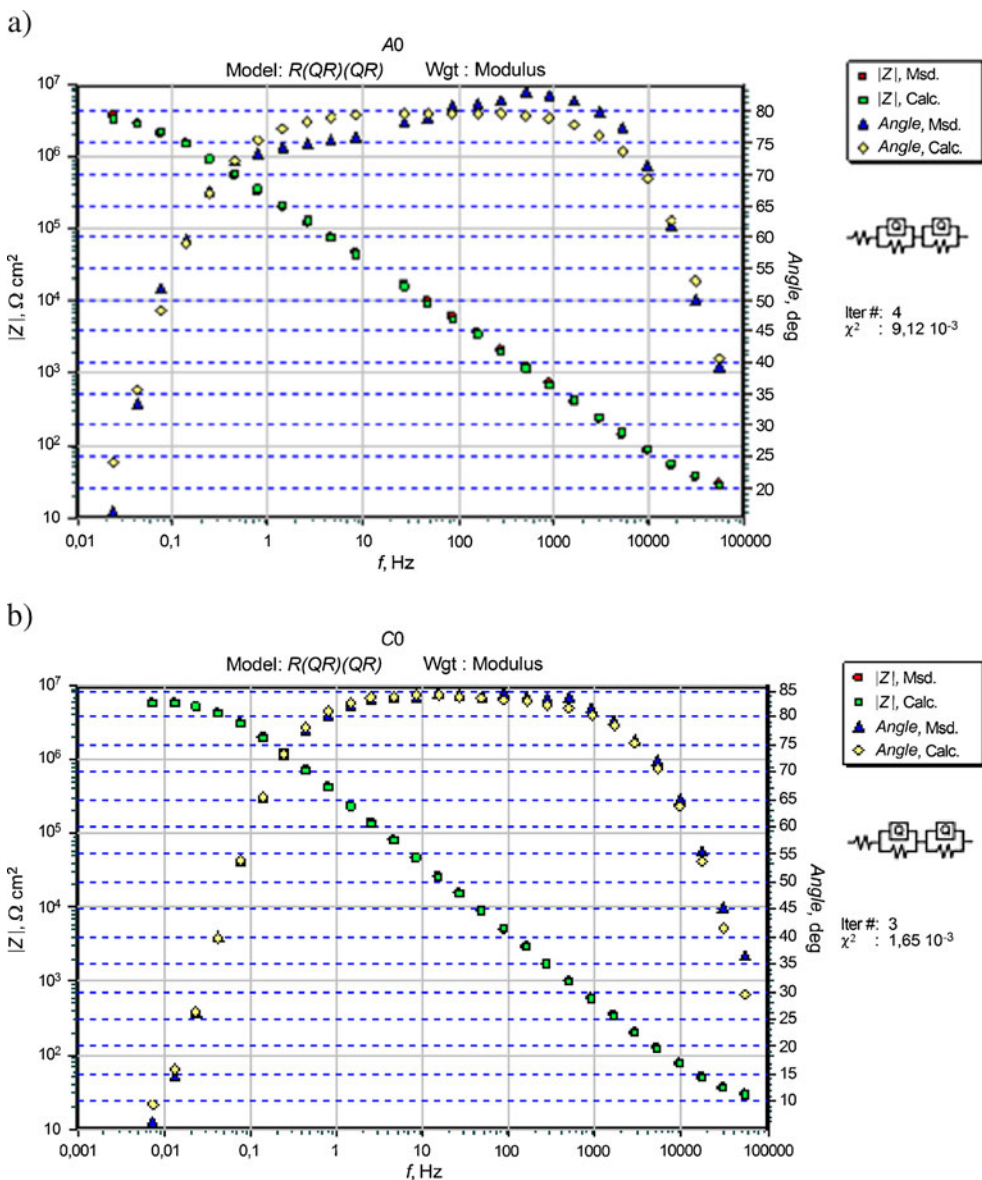 a)
A0
Model: R(QR)(QR) Wgt : Modulus
10⁷
10⁶
10⁵
10⁴
10³
10²
10
|Z|, Ω cm²
80
75
70
65
60
55
50
45
40
35
30
25
20
Angle, deg
0,01 0,1 1 10 100 1000 10000 100000
f, Hz
|Z|, Msd.
|Z|, Calc.
Angle, Msd.
Angle, Calc.
Q Q
Iter #: 4
χ² : 9,12 10⁻³
b)
C0
Model: R(QR)(QR) Wgt : Modulus
10⁷
10⁶
10⁵
10⁴
10³
10²
10
|Z|, Ω cm²
85
80
75
70
65
60
55
50
45
40
35
30
25
20
15
10
Angle, deg
0,001 0,01 0,1 1 10 100 1000 10000 100000
f, Hz
|Z|, Msd.
|Z|, Calc.
Angle, Msd.
Angle, Calc.
Q Q
Iter #: 3
χ² : 1,65 10⁻³